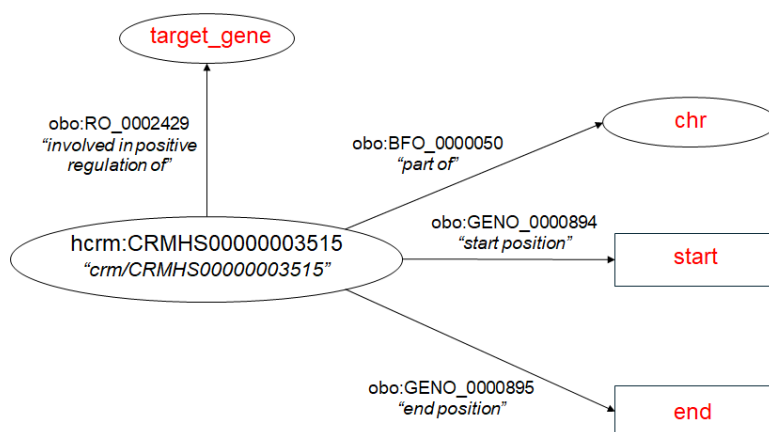 target_gene
obo:RO_0002429
“involved in positive
regulation of”
obo:BFO_0000050
“part of”
chr
hcrm:CRMHS00000003515
“crm/CRMHS00000003515”
obo:GENO_0000894
“start position”
start
obo:GENO_0000895
“end position”
end